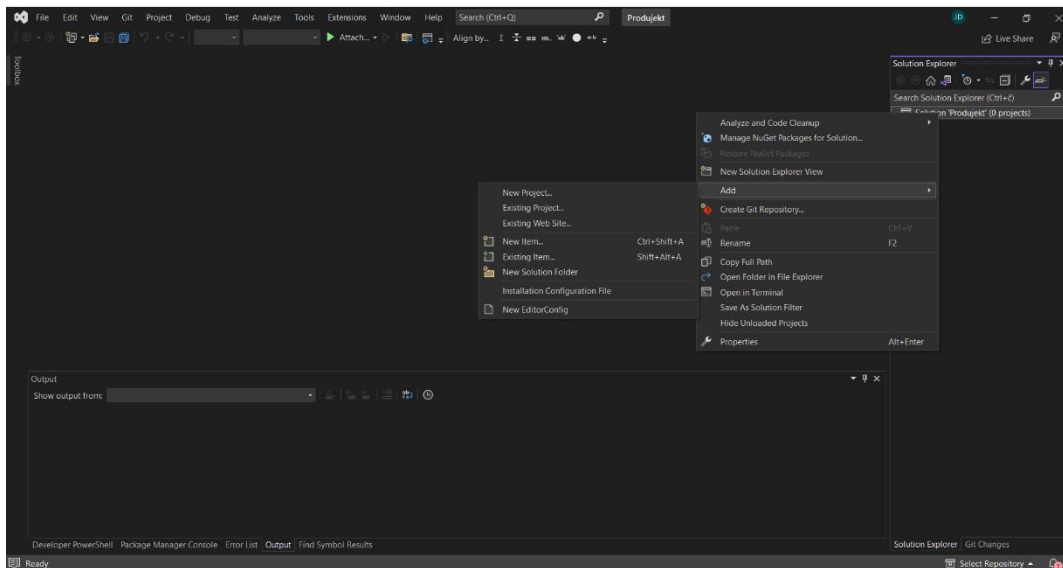 File Edit View Git Project Debug Test Analyze Tools Extensions Window Help Search (Ctrl+Q) Produjekt JD
Attach... Align by... Live Share
Toolbox
Solution Explorer
Search Solution Explorer (Ctrl+č)
Solution 'Produjekt' (0 projects)
Analyze and Code Cleanup
Manage NuGet Packages for Solution...
Restore NuGet Packages
New Solution Explorer View
Add
Create Git Repository...
Paste Ctrl+V
Rename F2
Copy Full Path
Open Folder in File Explorer
Open in Terminal
Save As Solution Filter
Hide Unloaded Projects
Properties Alt+Enter
New Project...
Existing Project...
Existing Web Site...
New Item... Ctrl+Shift+A
Existing Item... Shift+Alt+A
New Solution Folder
Installation Configuration File
New EditorConfig
Output
Show output from:
Developer PowerShell Package Manager Console Error List Output Find Symbol Results
Solution Explorer Git Changes
Ready
Select Repository